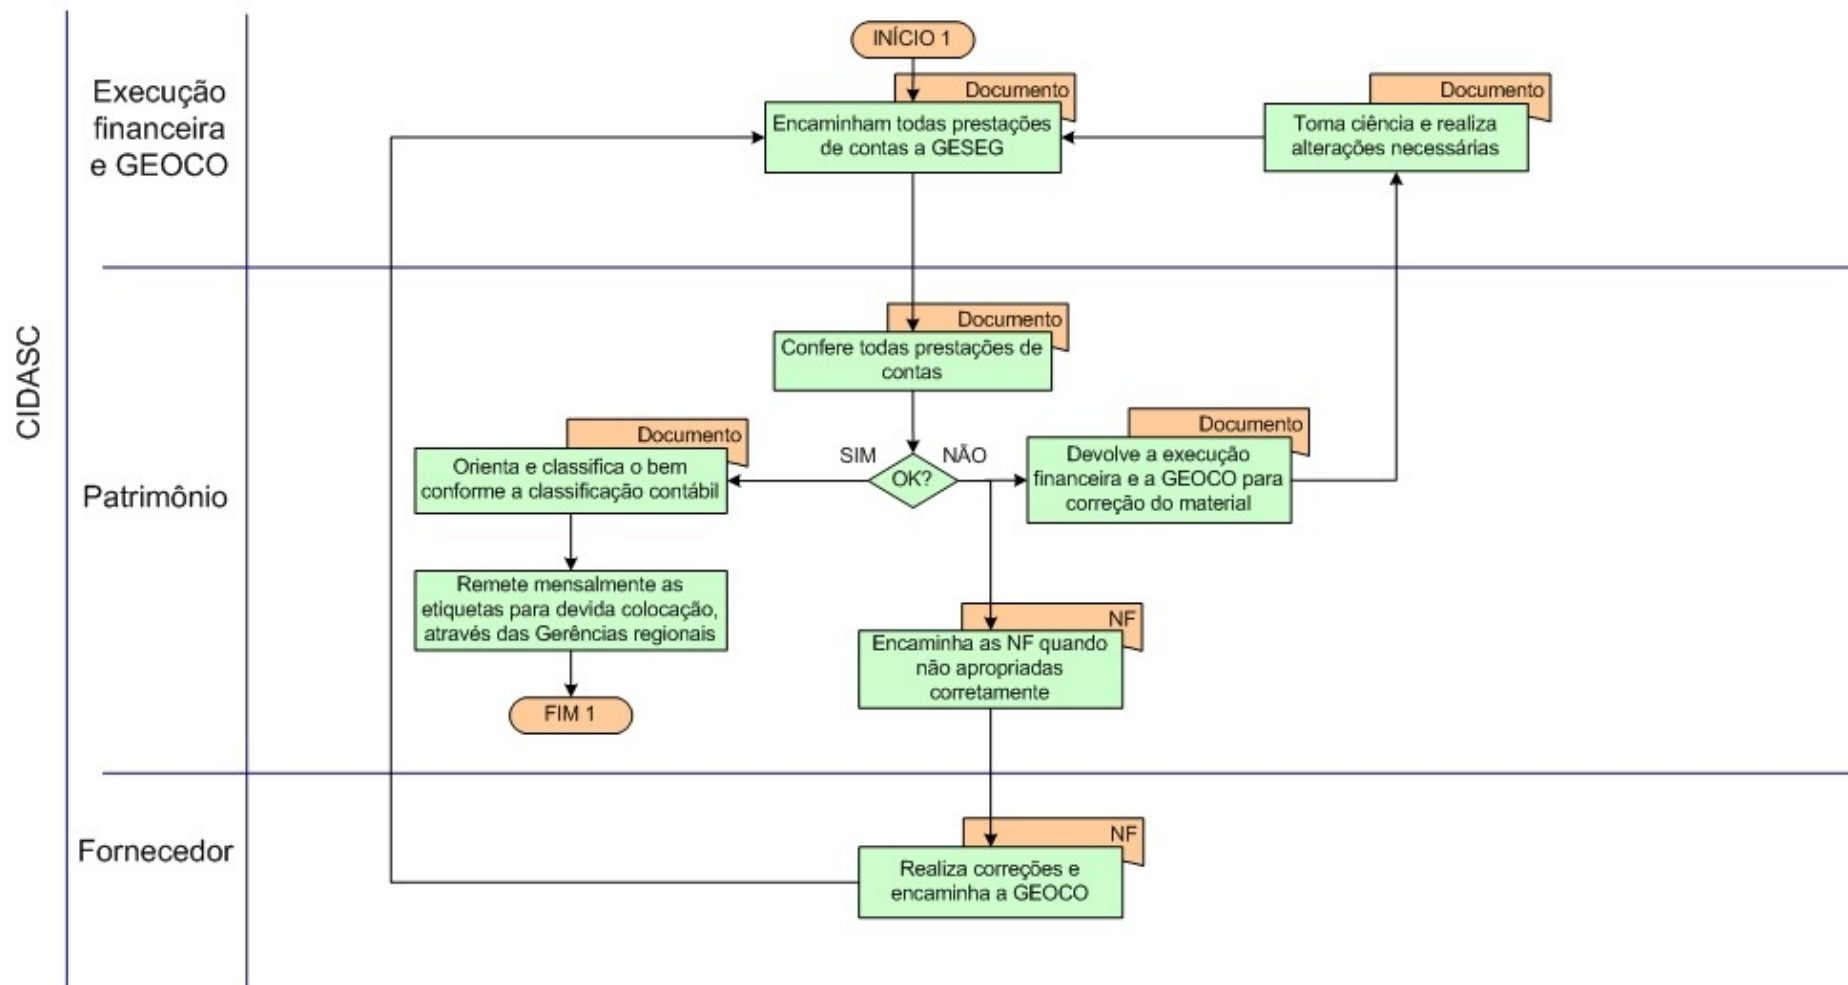 CIDASC
Execução
financeira
e GEOCO
INÍCIO 1
Documento
Encaminham todas prestações
de contas a GESEG
Documento
Toma ciência e realiza
alterações necessárias
Patrimônio
Documento
Confere todas prestações de
contas
OK?
SIM
NÃO
Documento
Orienta e classifica o bem
conforme a classificação contábil
Documento
Devolve a execução
financeira e a GEOCO para
correção do material
Remete mensalmente as
etiquetas para devida colocação,
através das Gerências regionais
FIM 1
NF
Encaminha as NF quando
não apropriadas
corretamente
Fornecedor
NF
Realiza correções e
encaminha a GEOCO